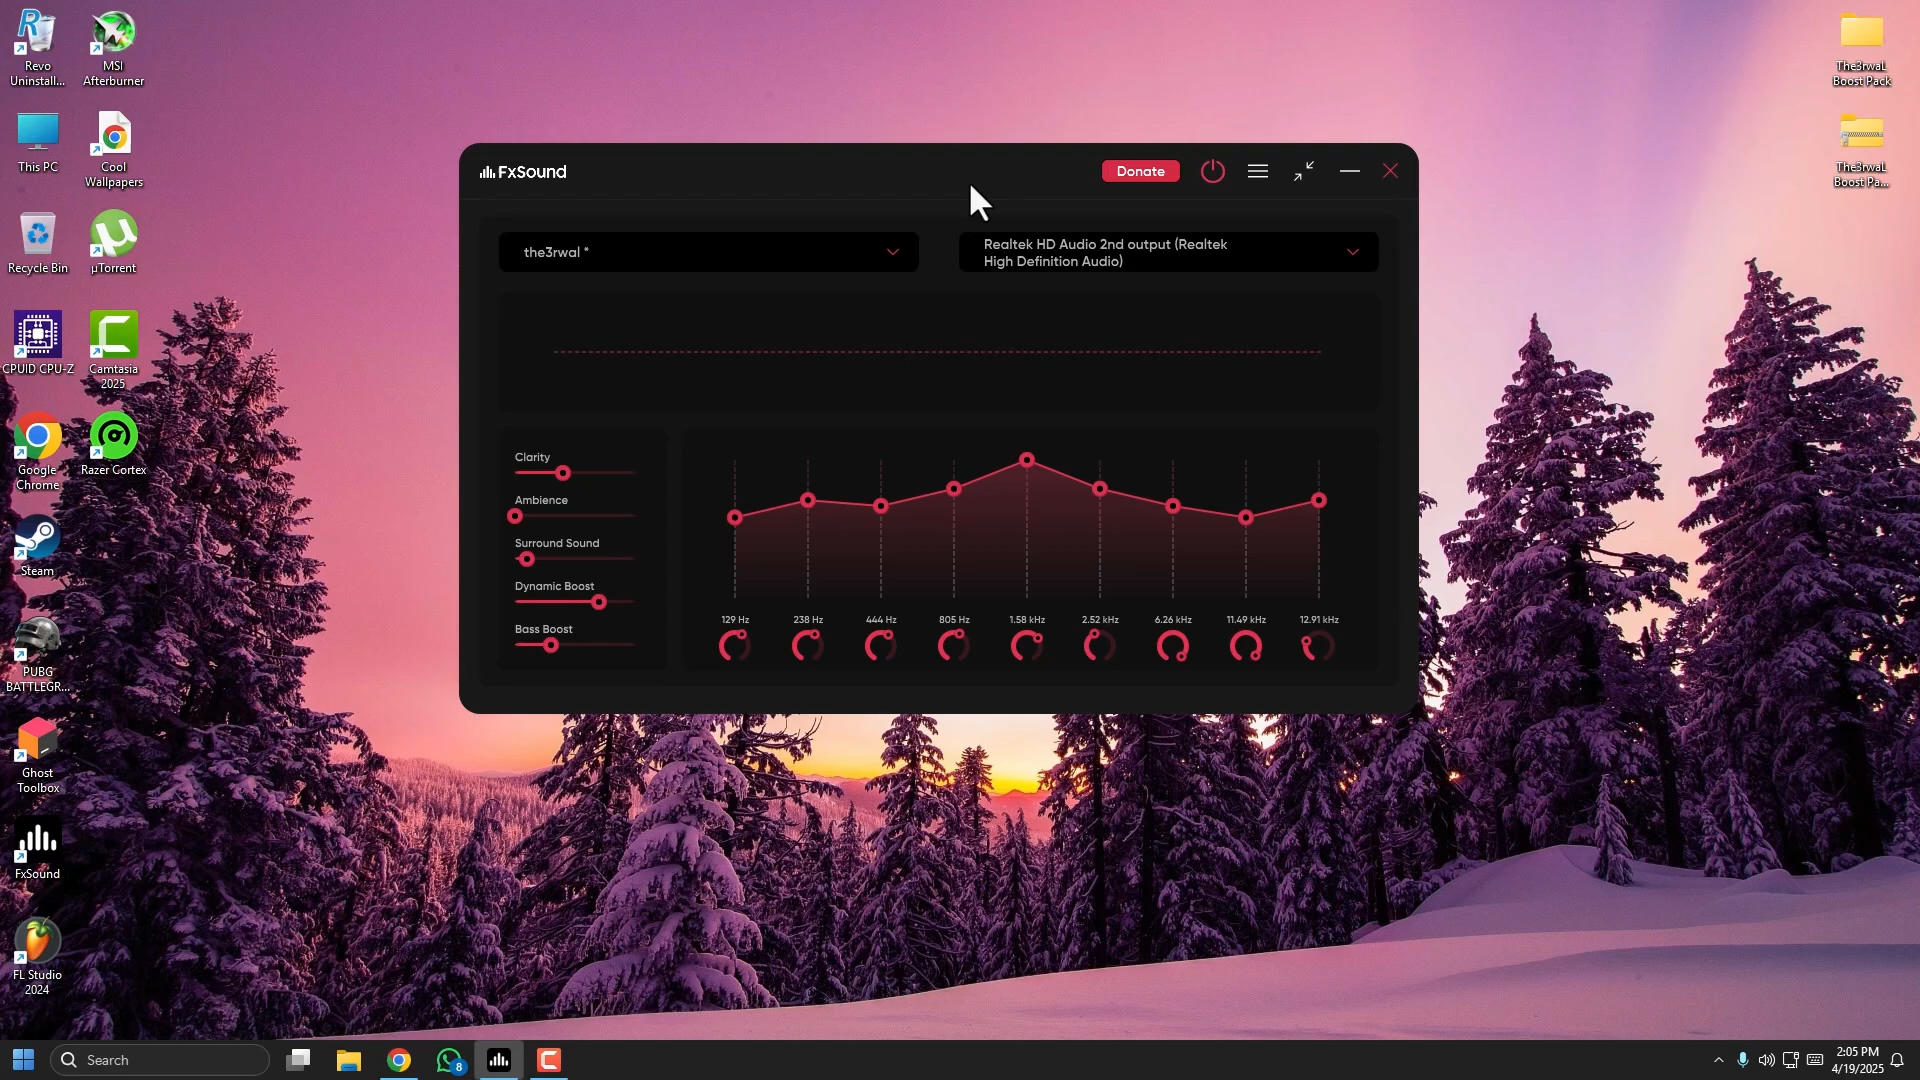 Revo
Uninstall...
MSI
Afterburner
This PC
Cool
Wallpapers
Recycle Bin
µTorrent
CPUID CPU-Z
Camtasia
2025
Google
Chrome
Razer Cortex
Steam
PUBG
BATTLEGR...
Ghost
Toolbox
FxSound
FL Studio
2024
The3rwaL
Boost Pack
The3rwaL
Boost Pa...
FxSound
Donate
the3rwal *
Realtek HD Audio 2nd output (Realtek
High Definition Audio)
Clarity
Ambience
Surround Sound
Dynamic Boost
Bass Boost
129 Hz
238 Hz
444 Hz
805 Hz
1.58 kHz
2.52 kHz
6.26 kHz
11.49 kHz
12.91 kHz
Search
8
2:05 PM
4/19/2025